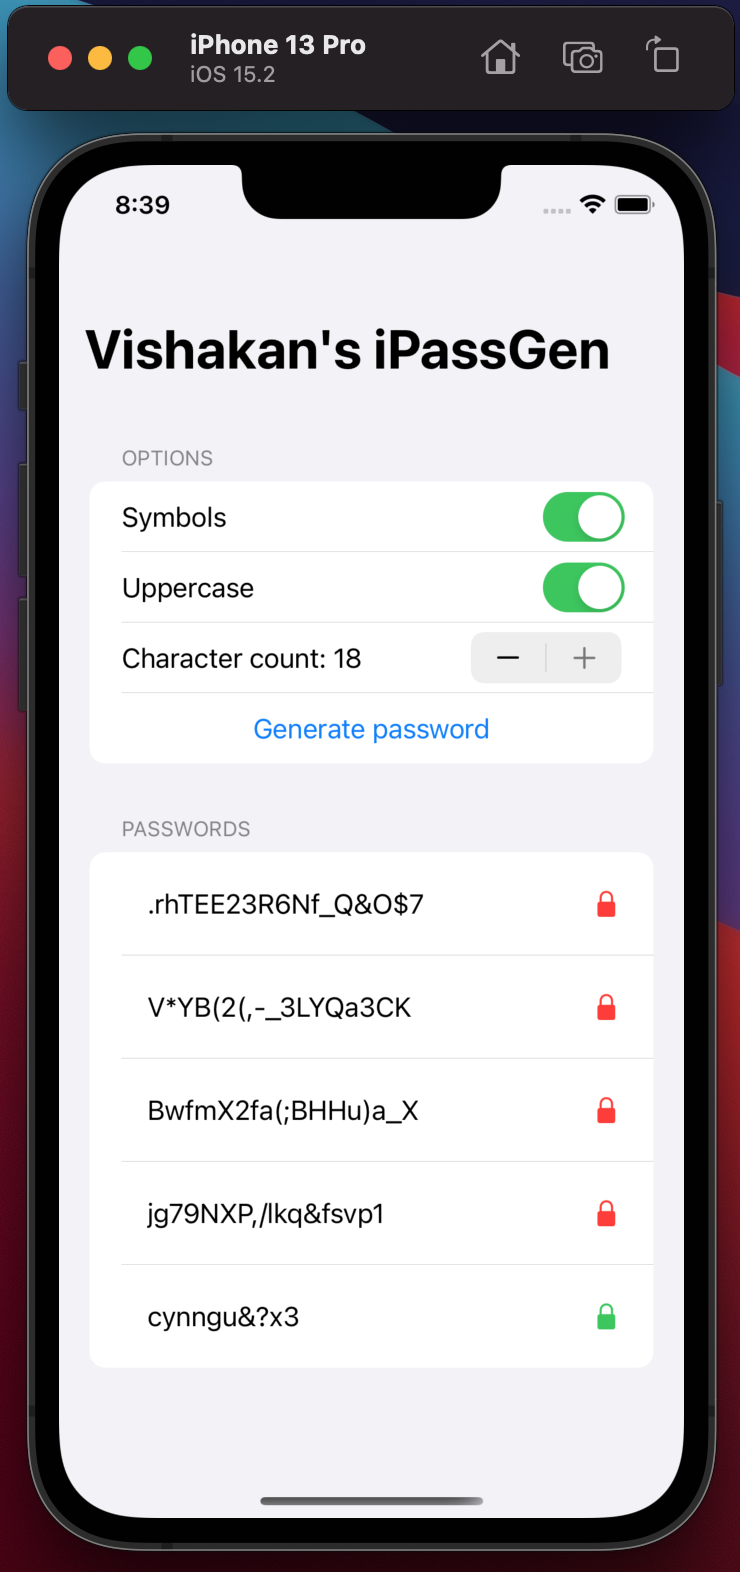 iPhone 13 Pro
iOS 15.2
8:39
Vishakan's iPassGen
OPTIONS
Symbols
Uppercase
Character count: 18
Generate password
PASSWORDS
.rhTEE23R6Nf_Q&O$7
V*YB(2(,-_3LYQa3CK
BwfmX2fa(;BHHu)a_X
jg79NXP,/lkq&fsvp1
cynngu&?x3